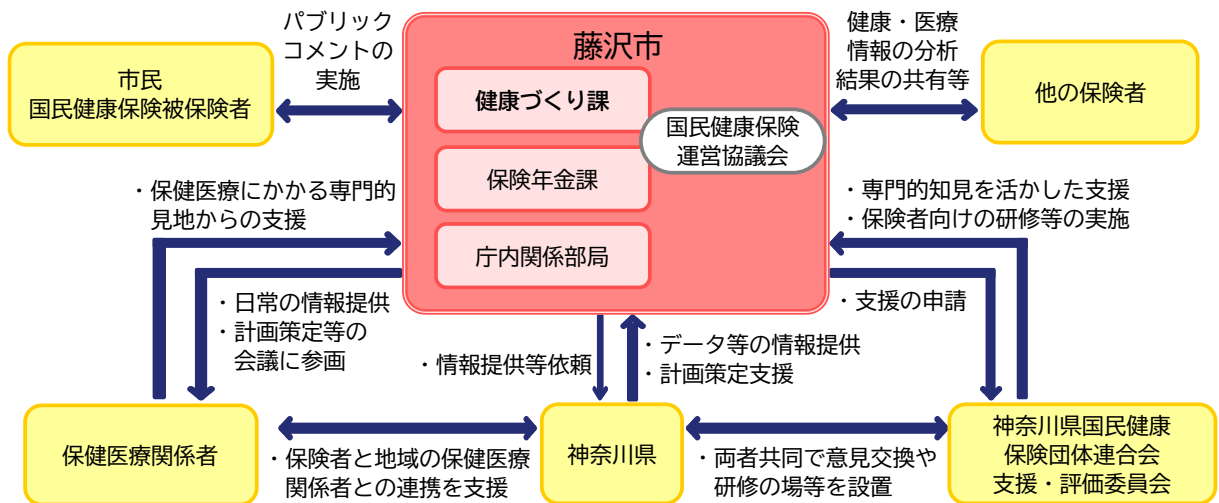 市民
国民健康保険被保険者
パブリック
コメントの
実施
藤沢市
健康づくり課
国民健康保険
運営協議会
保険年金課
庁内関係部局
健康・医療
情報の分析
結果の共有等
他の保険者
・保健医療にかかる専門的
見地からの支援
・専門的知見を活かした支援
・保険者向けの研修等の実施
・日常の情報提供
・計画策定等の
会議に参画
・情報提供等依頼
・データ等の情報提供
・計画策定支援
・支援の申請
保健医療関係者
・保険者と地域の保健医療
関係者との連携を支援
神奈川県
・両者共同で意見交換や
研修の場等を設置
神奈川県国民健康
保険団体連合会
支援・評価委員会